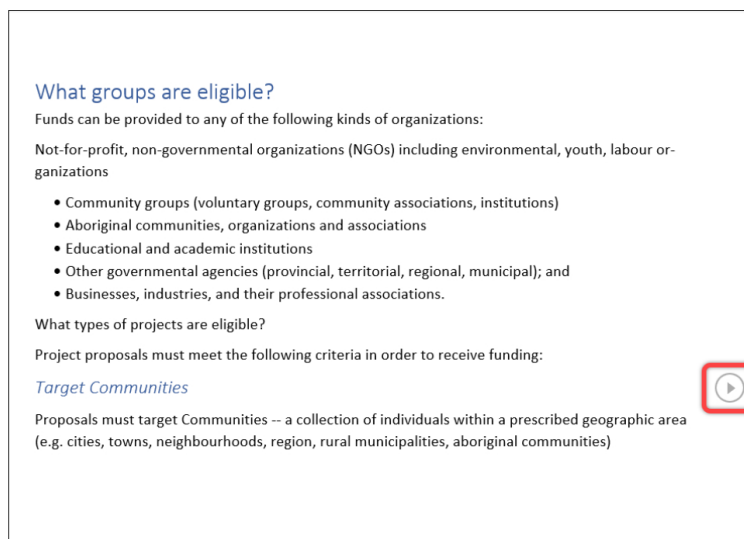 What groups are eligible?
Funds can be provided to any of the following kinds of organizations:
Not-for-profit, non-governmental organizations (NGOs) including environmental, youth, labour or-
ganizations
• Community groups (voluntary groups, community associations, institutions)
• Aboriginal communities, organizations and associations
• Educational and academic institutions
• Other governmental agencies (provincial, territorial, regional, municipal); and
• Businesses, industries, and their professional associations.
What types of projects are eligible?
Project proposals must meet the following criteria in order to receive funding:
Target Communities
Proposals must target Communities -- a collection of individuals within a prescribed geographic area
(e.g. cities, towns, neighbourhoods, region, rural municipalities, aboriginal communities)